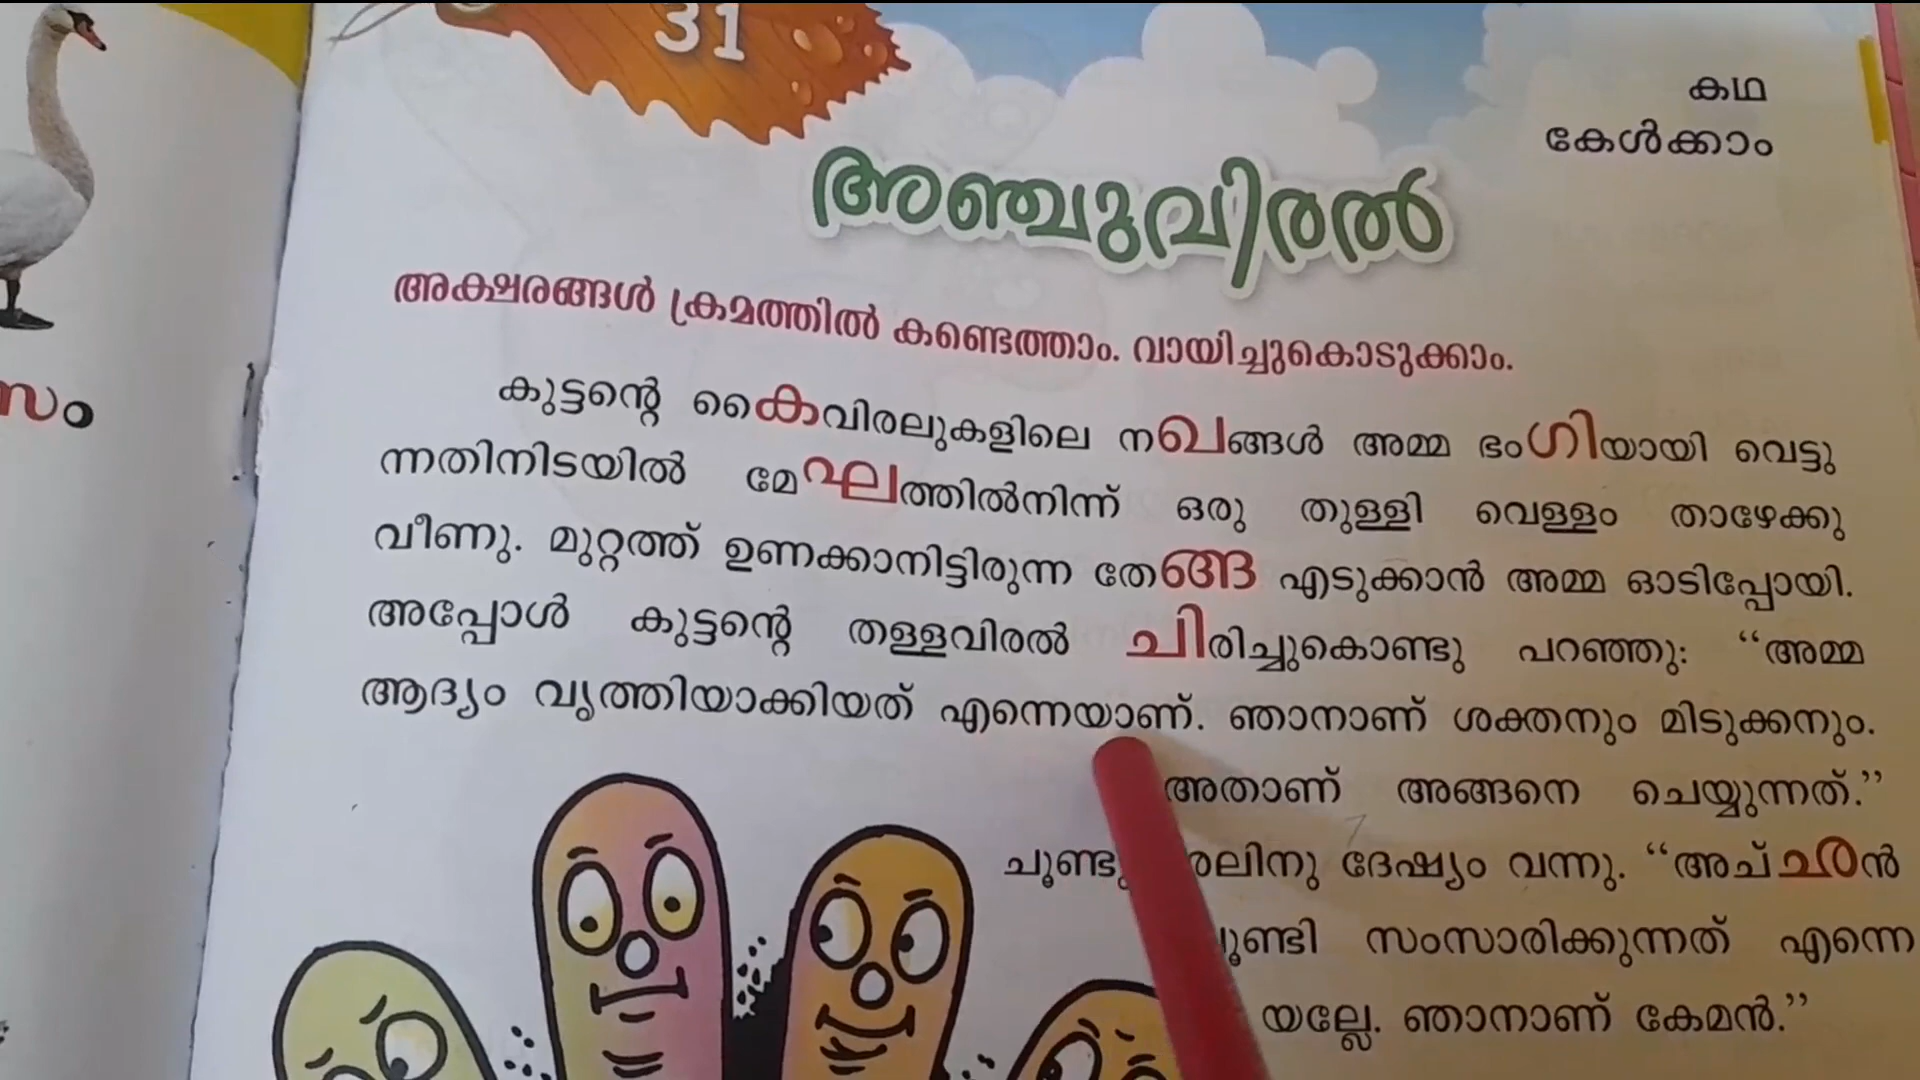 31
കഥ
കേൾക്കാം
അഞ്ചുവിരൽ
അക്ഷരങ്ങൾ ക്രമത്തിൽ കണ്ടെത്താം. വായിച്ചുകൊടുക്കാം.
കുട്ടന്റെ കൈകവിരലുകളിലെ നഖങ്ങൾ അമ്മ ഭംഗിയായി വെട്ടു
ന്നതിനിടയിൽ മേഘത്തിൽനിന്ന് ഒരു തുള്ളി വെള്ളം താഴേക്കു
വീണു. മുറ്റത്ത് ഉണക്കാനിട്ടിരുന്ന തേങ്ങ എടുക്കാൻ അമ്മ ഓടിപ്പോയി.
അപ്പോൾ കുട്ടന്റെ തള്ളവിരൽ ചിരിച്ചുകൊണ്ടു പറഞ്ഞു: “അമ്മ
ആദ്യം വൃത്തിയാക്കിയത് എന്നെയാണ്. ഞാനാണ് ശക്തനും മിടുക്കനും.
അതാണ് അങ്ങനെ ചെയ്യുന്നത്.”
ദേഷ്യം വന്നു. “അച്ഛൻ
സംസാരിക്കുന്നത് എന്നെ
യല്ലേ. ഞാനാണ് കേമൻ.”